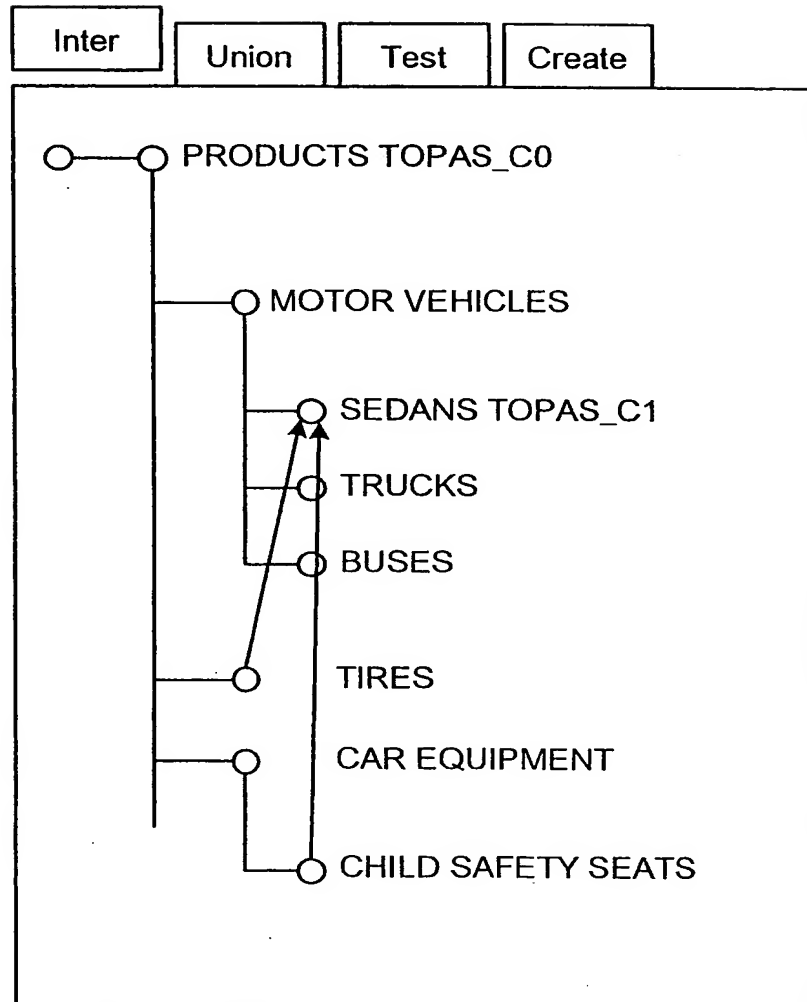 Inter
Union
Test
Create
PRODUCTS TOPAS_C0
MOTOR VEHICLES
SEDANS TOPAS_C1
TRUCKS
BUSES
TIRES
CAR EQUIPMENT
CHILD SAFETY SEATS